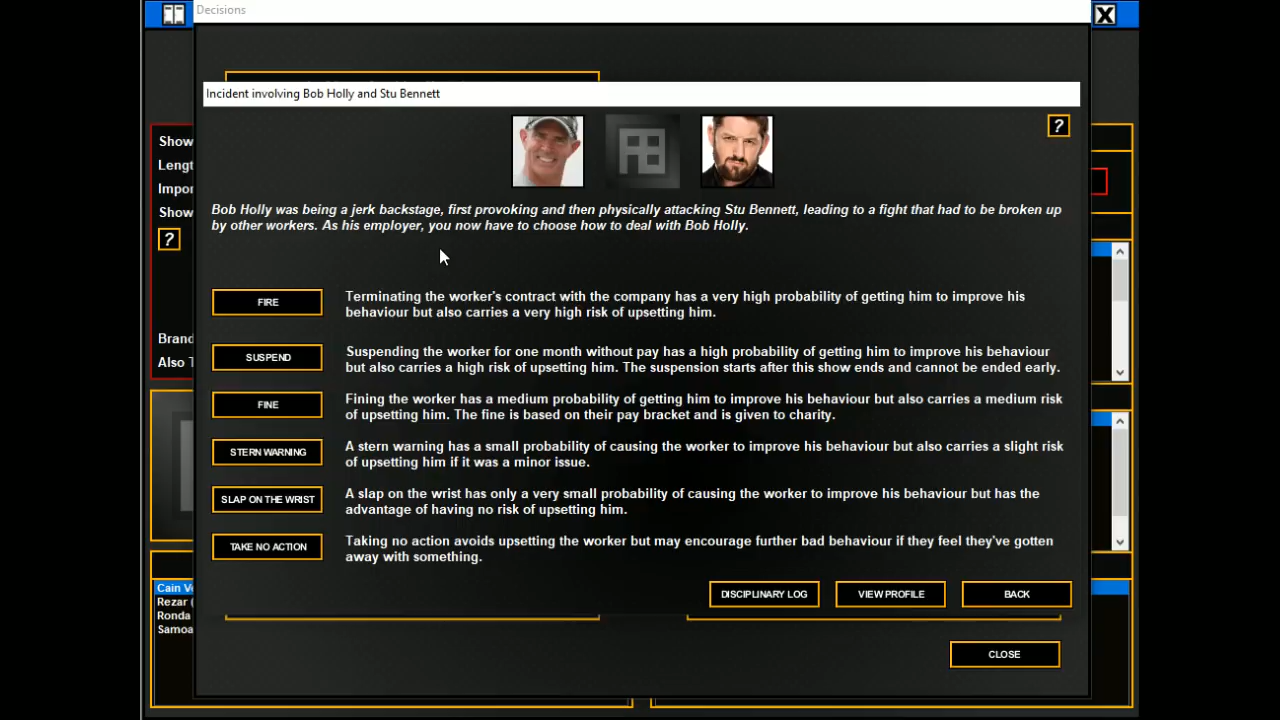 Decisions
Incident involving Bob Holly and Stu Bennett
?
Bob Holly was being a jerk backstage, first provoking and then physically attacking Stu Bennett, leading to a fight that had to be broken up
by other workers. As his employer, you now have to choose how to deal with Bob Holly.
Show
Lengt
Impor
Show
?
Brand
Also T
FIRE
Terminating the worker's contract with the company has a very high probability of getting him to improve his
behaviour but also carries a very high risk of upsetting him.
SUSPEND
Suspending the worker for one month without pay has a high probability of getting him to improve his behaviour
but also carries a high risk of upsetting him. The suspension starts after this show ends and cannot be ended early.
FINE
Fining the worker has a medium probability of getting him to improve his behaviour but also carries a medium risk
of upsetting him. The fine is based on their pay bracket and is given to charity.
STERN WARNING
A stern warning has a small probability of causing the worker to improve his behaviour but also carries a slight risk
of upsetting him if it was a minor issue.
SLAP ON THE WRIST
A slap on the wrist has only a very small probability of causing the worker to improve his behaviour but has the
advantage of having no risk of upsetting him.
TAKE NO ACTION
Taking no action avoids upsetting the worker but may encourage further bad behaviour if they feel they've gotten
away with something.
DISCIPLINARY LOG
VIEW PROFILE
BACK
Cain V
Rezar (
Ronda
Samoa
CLOSE